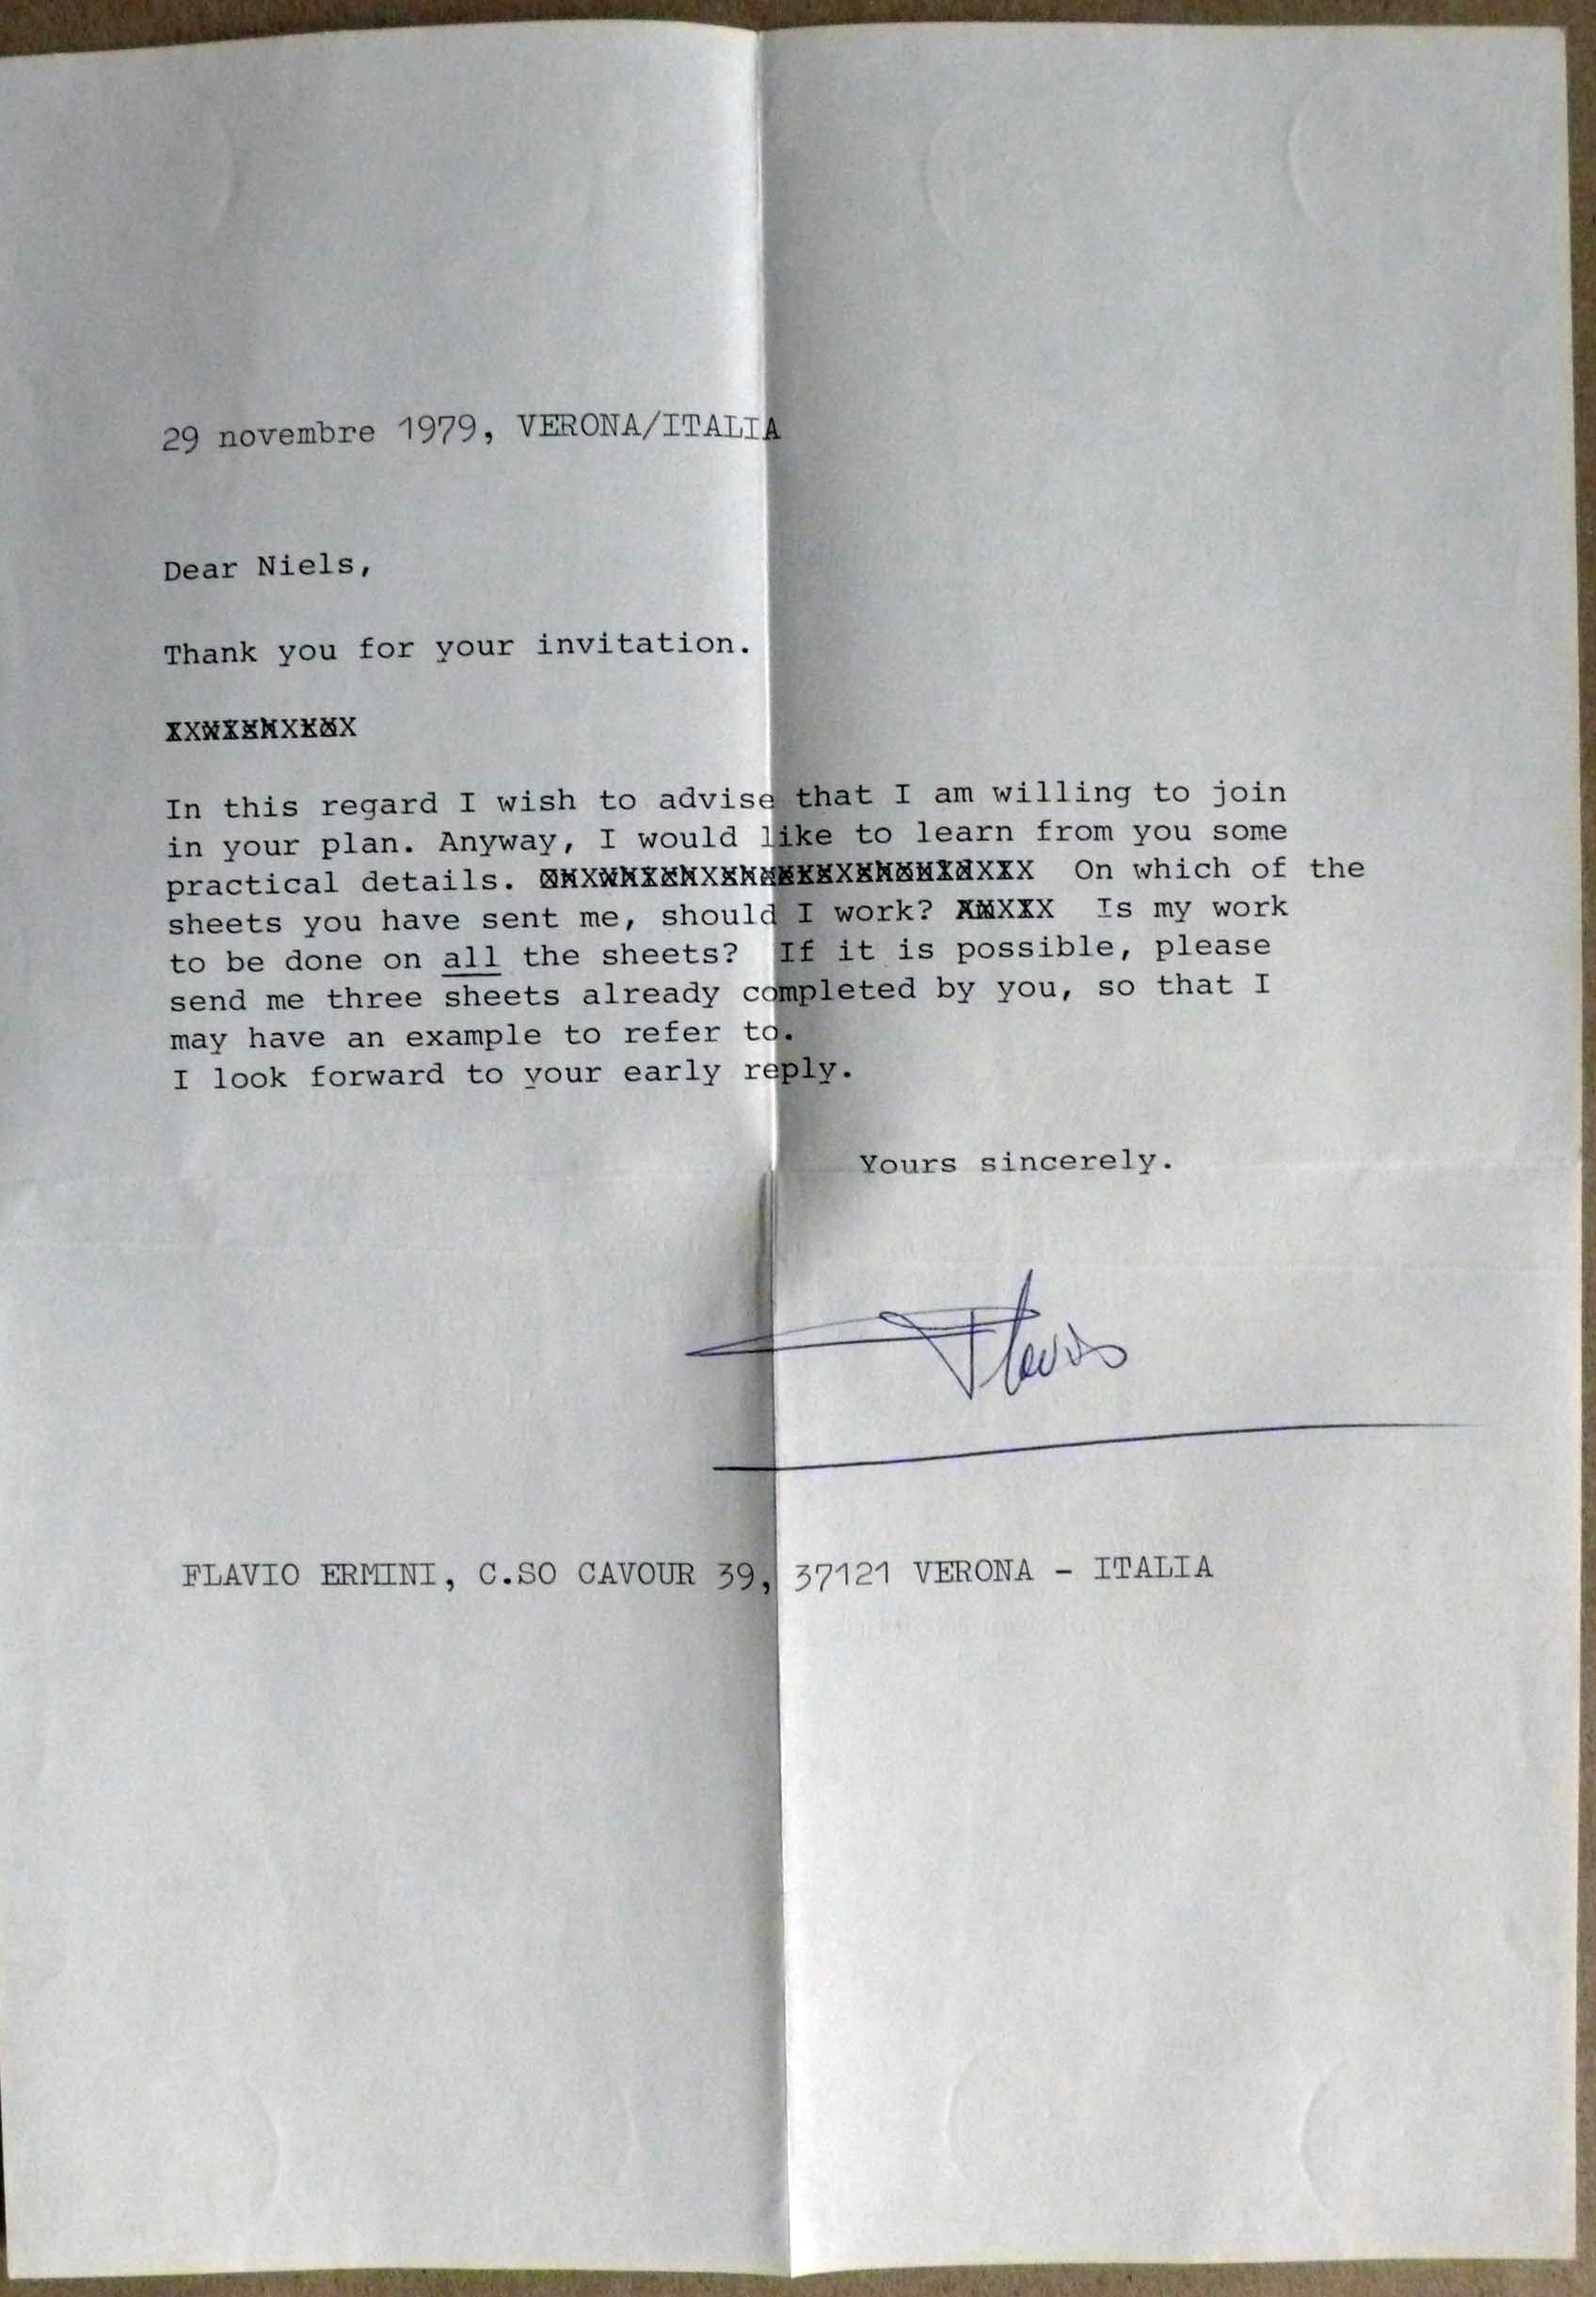 29 novembre 1979, VERONA/ITALIA
Dear Niels,
Thank you for your invitation.
In this regard I wish to advise that I am willing to join
in your plan. Anyway, I would like to learn from you some
practical details. On which of the
sheets you have sent me, should I work? Is my work
to be done on all the sheets? If it is possible, please
send me three sheets already completed by you, so that I
may have an example to refer to.
I look forward to your early reply.
Yours sincerely.
Flavio
FLAVIO ERMINI, C.SO CAVOUR 39, 37121 VERONA - ITALIA